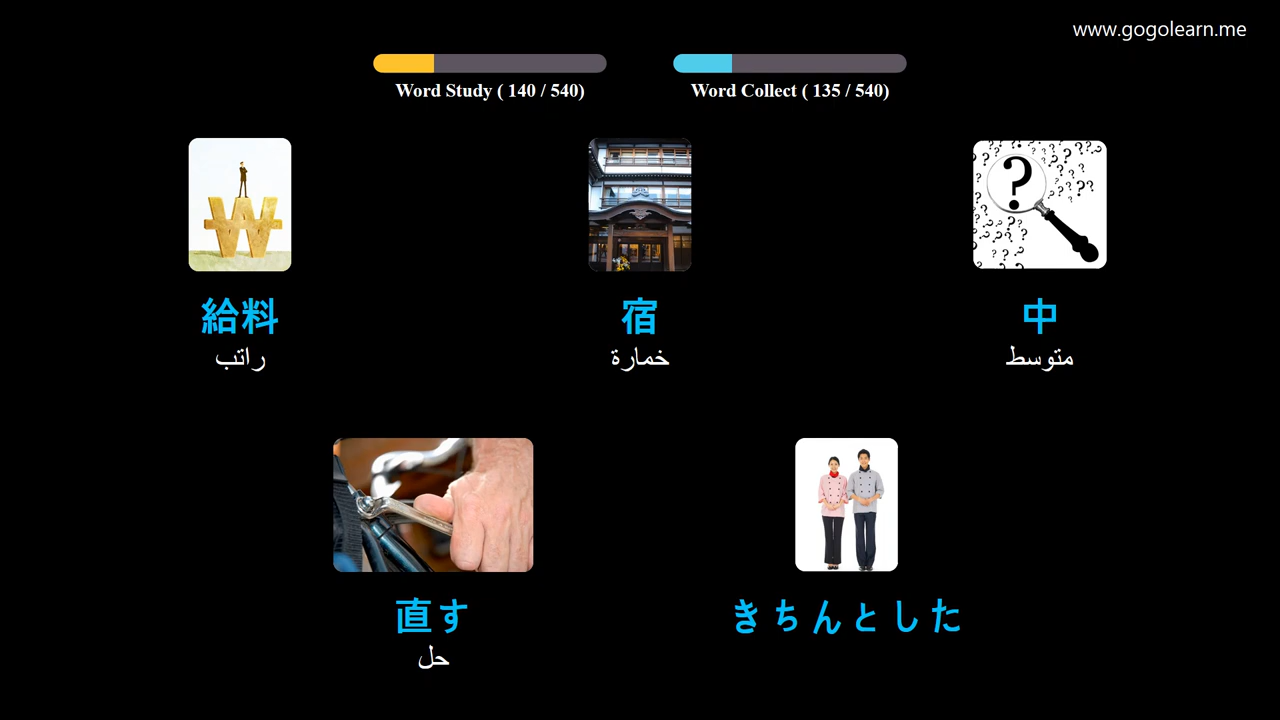 www.gogolearn.me
Word Study ( 140 / 540)
Word Collect ( 135 / 540)
給料
راتب
宿
خمارة
中
متوسط
直す
حل
きちんとした